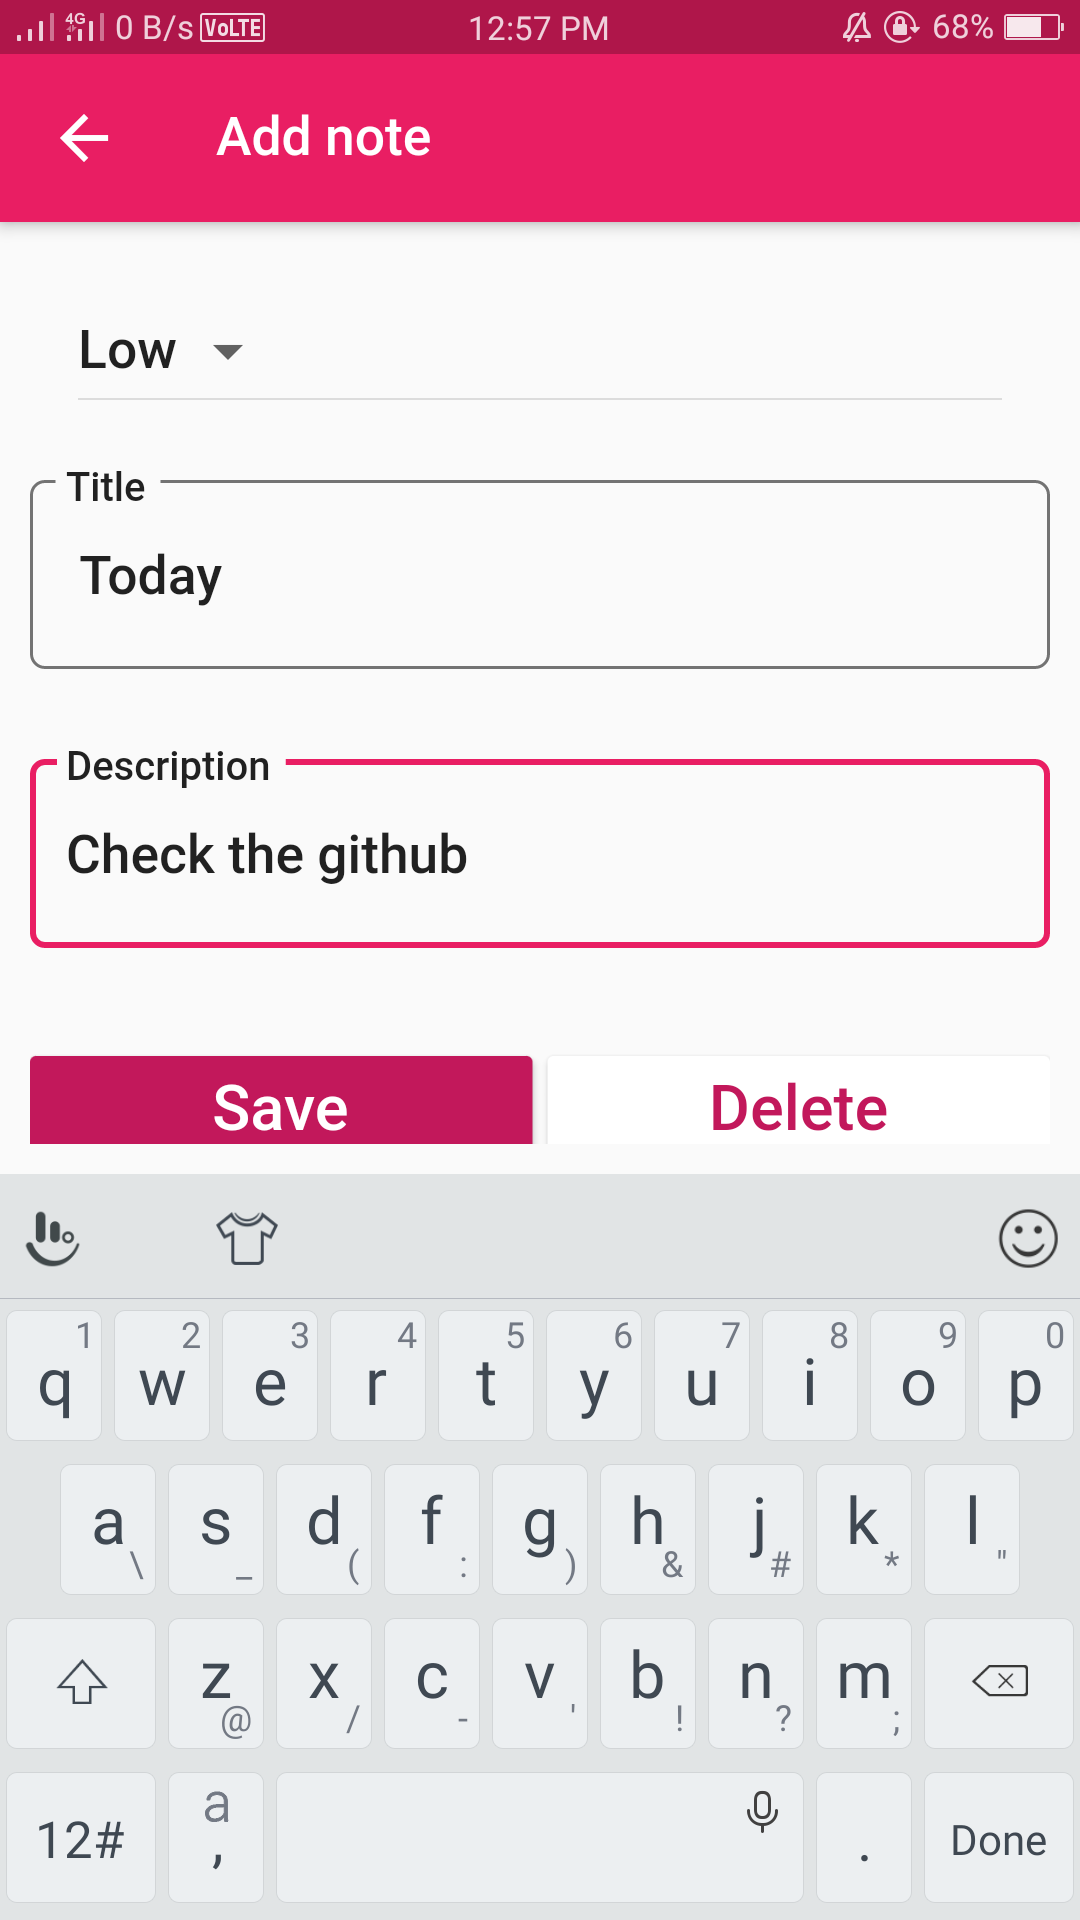 4G 0 B/s VoLTE 12:57 PM 68%
Add note
Low
Title
Today
Description
Check the github
Save Delete
1 2 3 4 5 6 7 8 9 0
q w e r t y u i o p
a s d f g h j k l
\ _ ( : ) & # * "
z x c v b n m
@ / - ' ! ? ;
a
12# , . Done